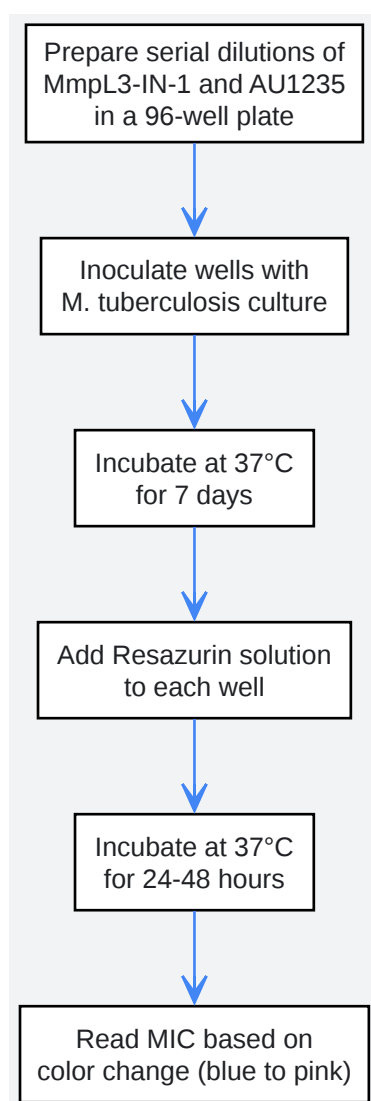 Prepare serial dilutions of
MmpL3-IN-1 and AU1235
in a 96-well plate
Inoculate wells with
M. tuberculosis culture
Incubate at 37°C
for 7 days
Add Resazurin solution
to each well
Incubate at 37°C
for 24-48 hours
Read MIC based on
color change (blue to pink)